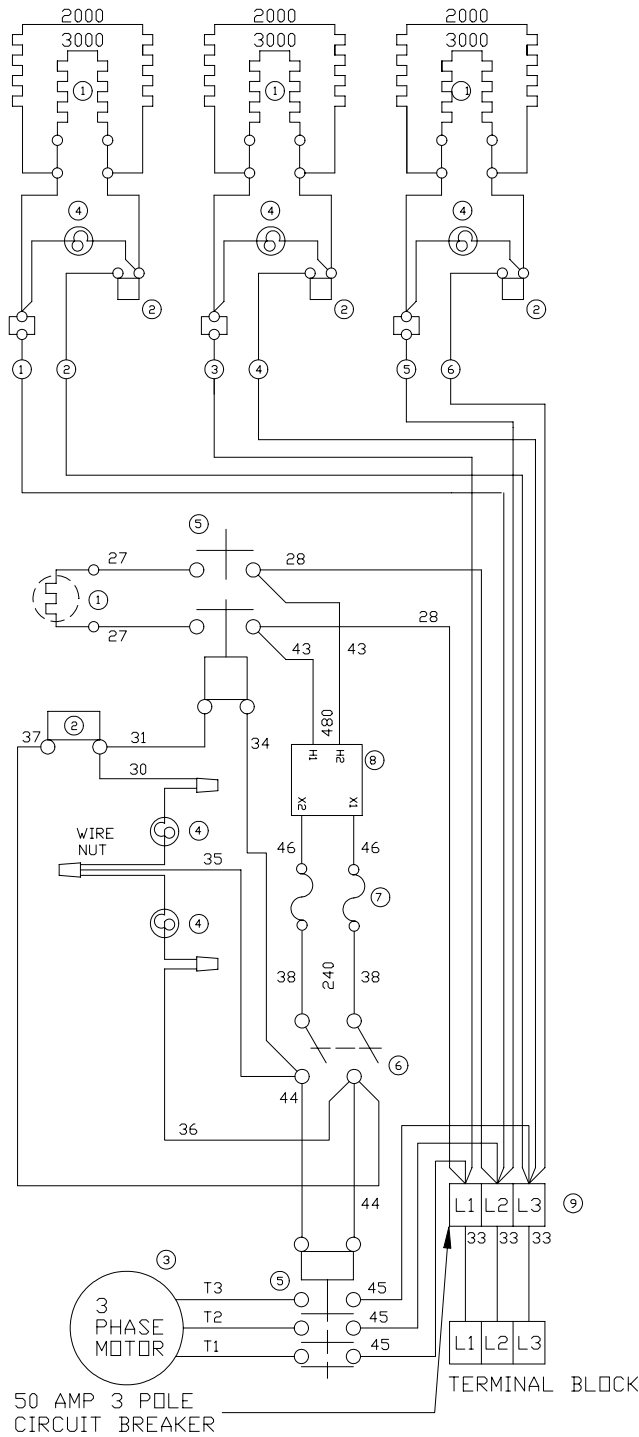 2000 2000 2000
3000 3000 3000
1 1 1
4 4 4
2 2 2
1 2 3 4 5 6
5
27 28
1
27 28
43 43
480
2
37 31 34
30
H1 H2
8
X2 X1
4
WIRE
NUT
35
46 46
7
4
38 240 38
6
44
36
44
L1 L2 L3
9
33 33 33
3
5
T3 45
3
PHASE
MOTOR
T2 45
T1 45
L1 L2 L3
TERMINAL BLOCK
50 AMP 3 POLE
CIRCUIT BREAKER